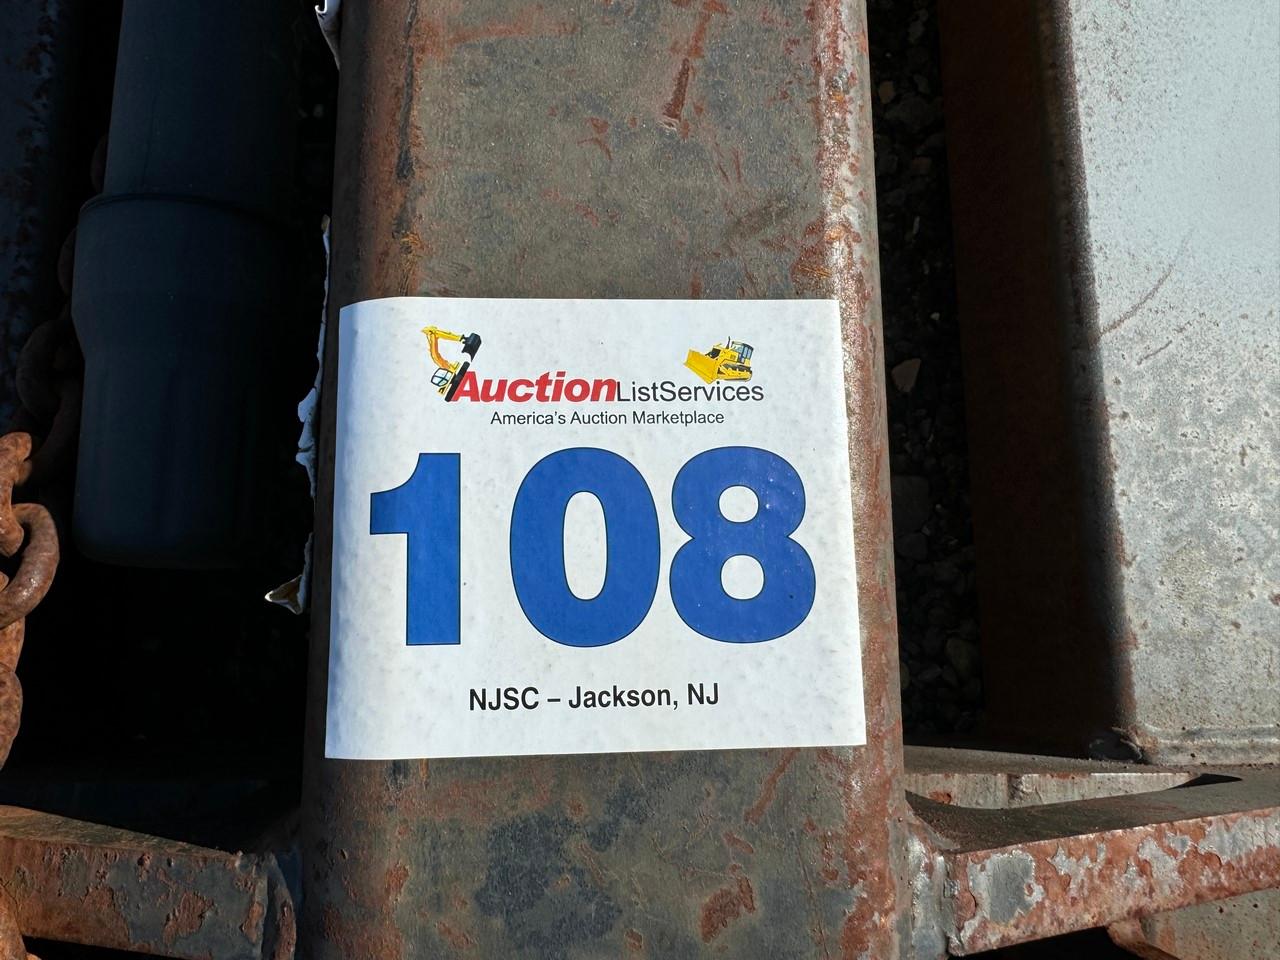 AuctionListServices
America's Auction Marketplace
108
NJSC – Jackson, NJ